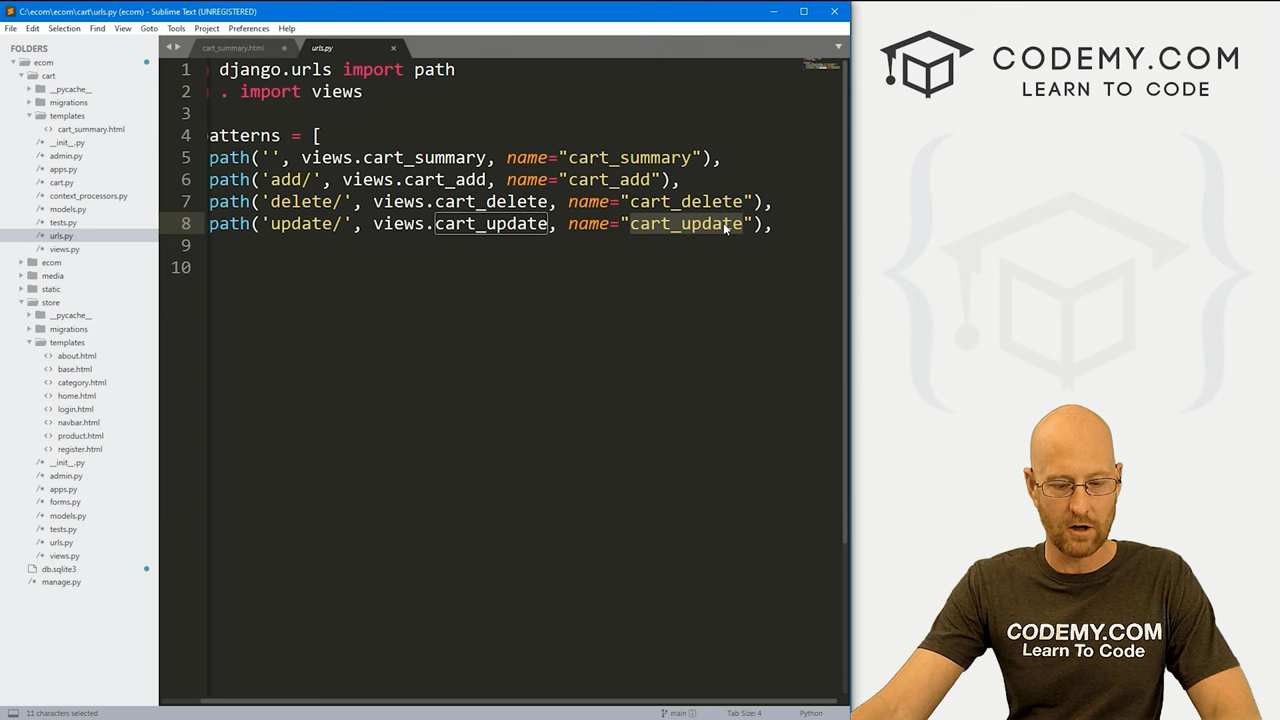 C:\ecom\ecom\cart\urls.py (ecom) - Sublime Text (UNREGISTERED)
File Edit Selection Find View Goto Tools Project Preferences Help
FOLDERS
ecom
cart
__pycache__
migrations
templates
cart_summary.html
__init__.py
admin.py
apps.py
cart.py
context_processors.py
models.py
tests.py
urls.py
views.py
ecom
media
static
store
__pycache__
migrations
templates
about.html
base.html
category.html
home.html
login.html
navbar.html
product.html
register.html
__init__.py
admin.py
apps.py
forms.py
models.py
tests.py
urls.py
views.py
db.sqlite3
manage.py
cart_summary.html
urls.py
1 django.urls import path
2 . import views
3
4 atterns = [
5 path('', views.cart_summary, name="cart_summary"),
6 path('add/', views.cart_add, name="cart_add"),
7 path('delete/', views.cart_delete, name="cart_delete"),
8 path('update/', views.cart_update, name="cart_update"),
9
10
11 characters selected
main 1
Tab Size: 4
Python
CODEMY.COM
LEARN TO CODE
CODEMY.COM
Learn To Code